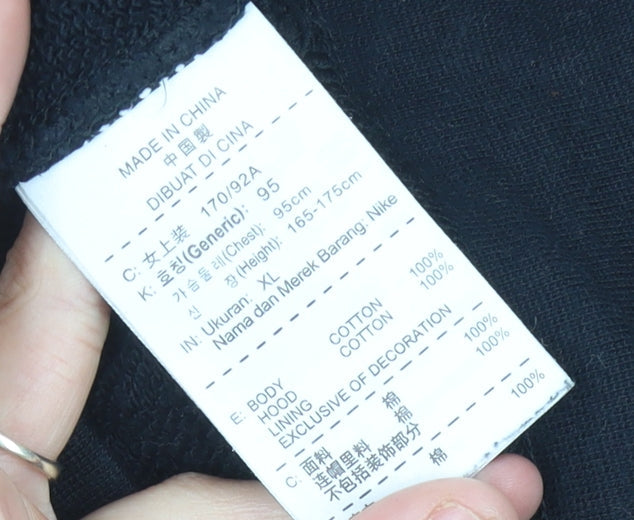 MADE IN CHINA
中国製
DIBUAT DI CINA
C: 女上装 170/92A
K: 호칭(Generic): 95
가슴둘레(Chest): 95cm
신 장(Height): 165-175cm
IN: Ukuran: XL
Nama dan Merek Barang: Nike
E: BODY COTTON 100%
HOOD COTTON 100%
LINING
EXCLUSIVE OF DECORATION
C: 面料 棉 100%
连帽里料 棉 100%
不包括装饰部分
棉 100%